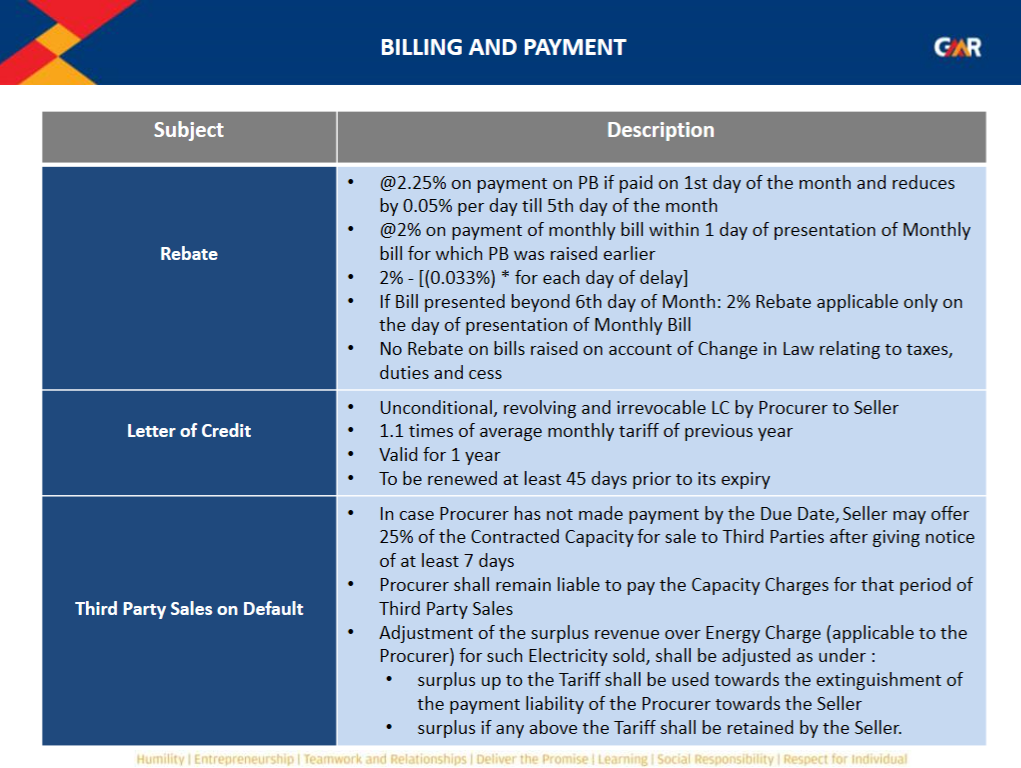 BILLING AND PAYMENT
GMR
Subject
Description
Rebate
• @2.25% on payment on PB if paid on 1st day of the month and reduces
by 0.05% per day till 5th day of the month
• @2% on payment of monthly bill within 1 day of presentation of Monthly
bill for which PB was raised earlier
• 2% - [(0.033%) * for each day of delay]
• If Bill presented beyond 6th day of Month: 2% Rebate applicable only on
the day of presentation of Monthly Bill
• No Rebate on bills raised on account of Change in Law relating to taxes,
duties and cess
Letter of Credit
• Unconditional, revolving and irrevocable LC by Procurer to Seller
• 1.1 times of average monthly tariff of previous year
• Valid for 1 year
• To be renewed at least 45 days prior to its expiry
Third Party Sales on Default
• In case Procurer has not made payment by the Due Date, Seller may offer
25% of the Contracted Capacity for sale to Third Parties after giving notice
of at least 7 days
• Procurer shall remain liable to pay the Capacity Charges for that period of
Third Party Sales
• Adjustment of the surplus revenue over Energy Charge (applicable to the
Procurer) for such Electricity sold, shall be adjusted as under :
• surplus up to the Tariff shall be used towards the extinguishment of
the payment liability of the Procurer towards the Seller
• surplus if any above the Tariff shall be retained by the Seller.
Humility | Entrepreneurship | Teamwork and Relationships | Deliver the Promise | Learning | Social Responsibility | Respect for Individual